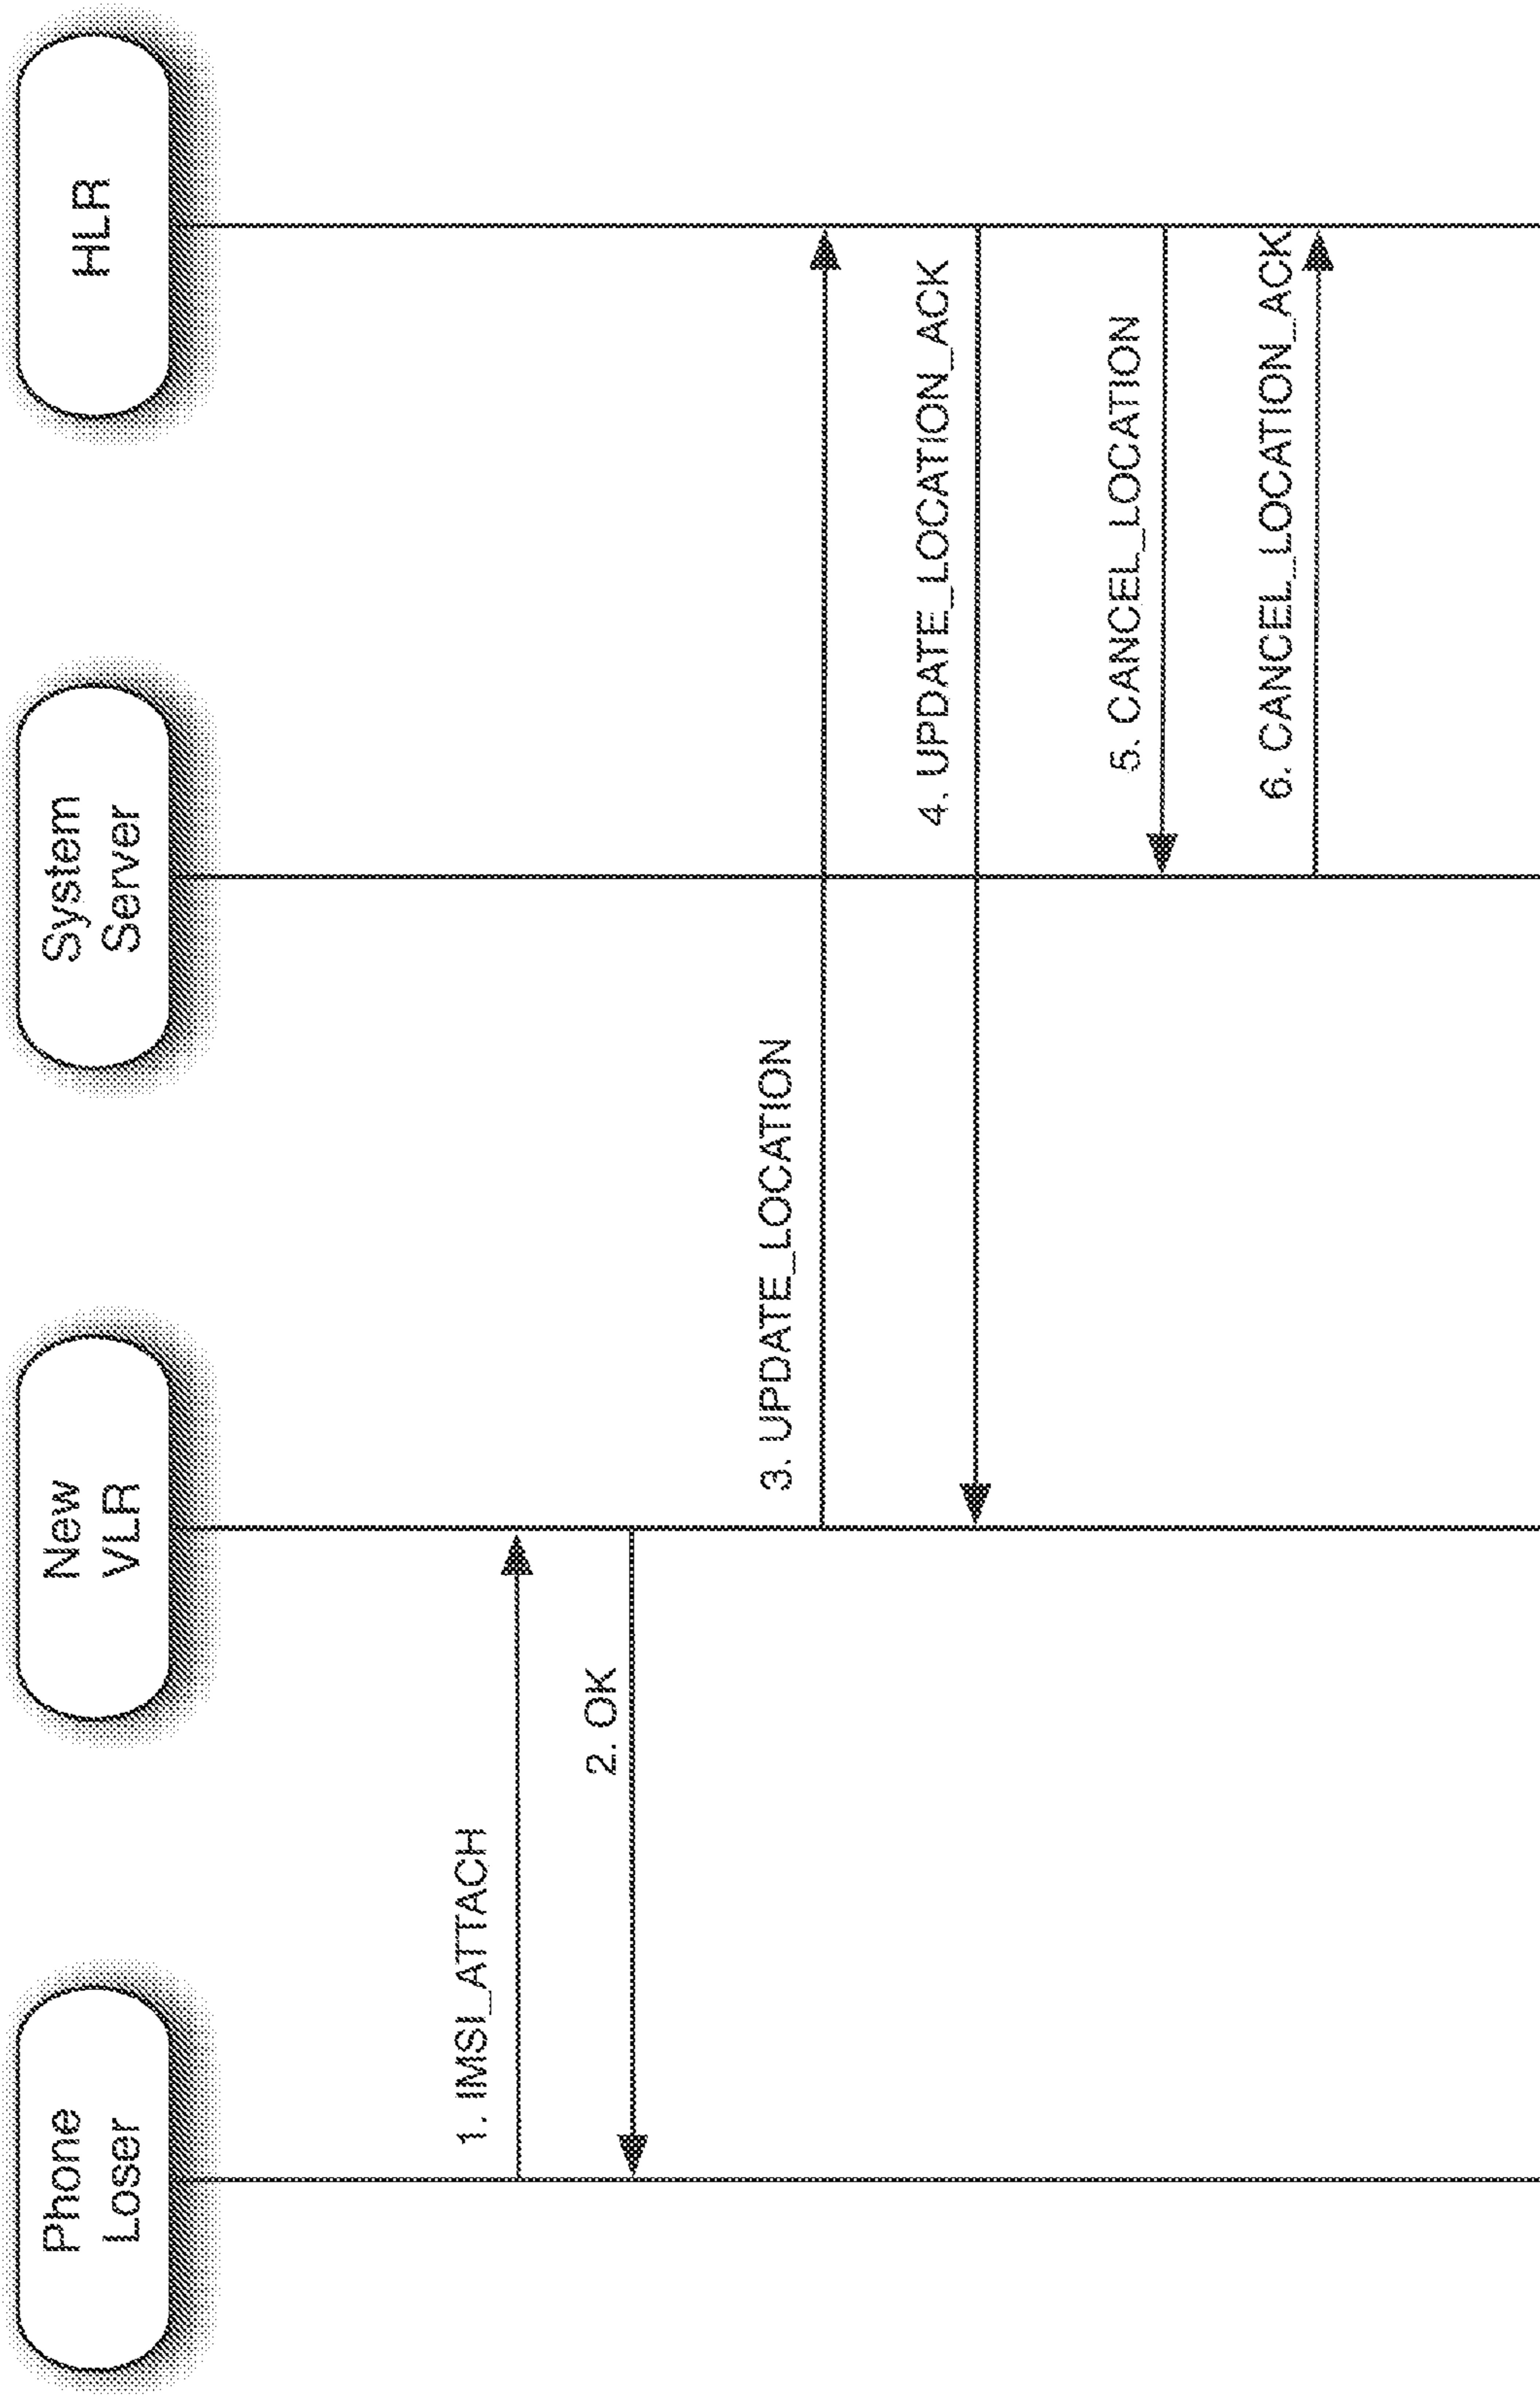 Phone
Loser
New
VLR
System
Server
HLR
1. IMSI_ATTACH
2. OK
3. UPDATE_LOCATION
4. UPDATE_LOCATION_ACK
5. CANCEL_LOCATION
6. CANCEL_LOCATION_ACK